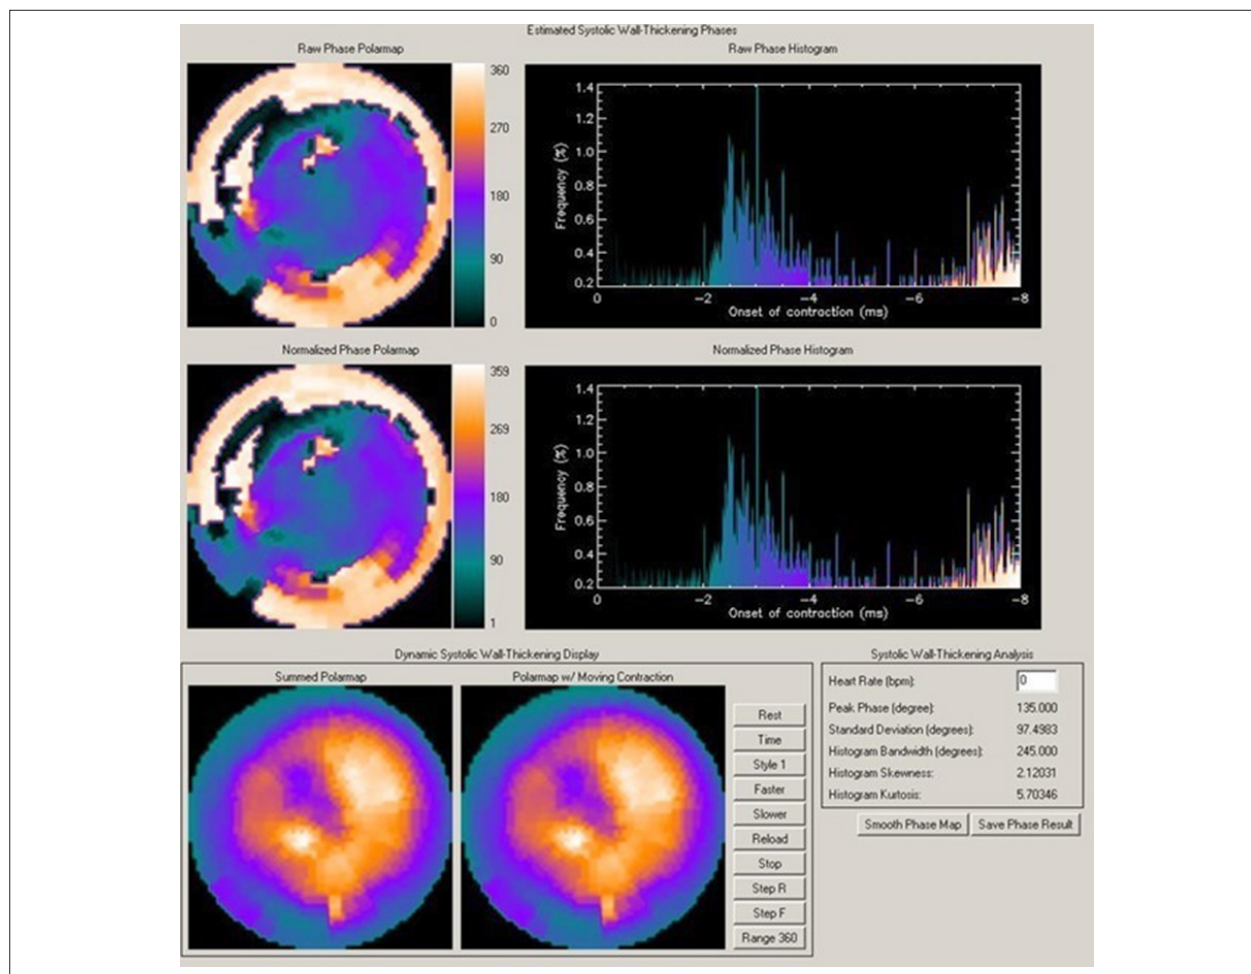 Estimated Systolic Wall-Thickening Phases
Raw Phase Polarmap
Raw Phase Histogram
360
270
180
90
0
1.4
1.2
1.0
0.8
0.6
0.4
0.2
Frequency (%)
0 −2 −4 −6 −8
Onset of contraction (ms)
Normalized Phase Polarmap
Normalized Phase Histogram
359
269
180
90
1
1.4
1.2
1.0
0.8
0.6
0.4
0.2
Frequency (%)
0 −2 −4 −6 −8
Onset of contraction (ms)
Dynamic Systolic Wall-Thickening Display
Summed Polarmap
Polarmap w/ Moving Contraction
Rest
Time
Style 1
Faster
Slower
Reload
Stop
Step R
Step F
Range 360
Systolic Wall-Thickening Analysis
Heart Rate (bpm): 0
Peak Phase (degree): 135.000
Standard Deviation (degrees): 97.4983
Histogram Bandwidth (degrees): 245.000
Histogram Skewness: 2.12031
Histogram Kurtosis: 5.70346
Smooth Phase Map Save Phase Result